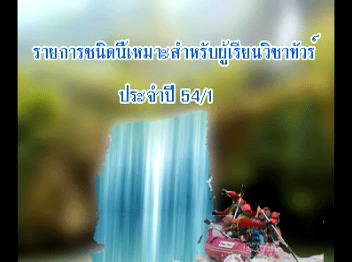 รายการชนิดนี้เหมาะสำหรับผู้เรียนวิชาทัวร์
ประจำปี 54/1